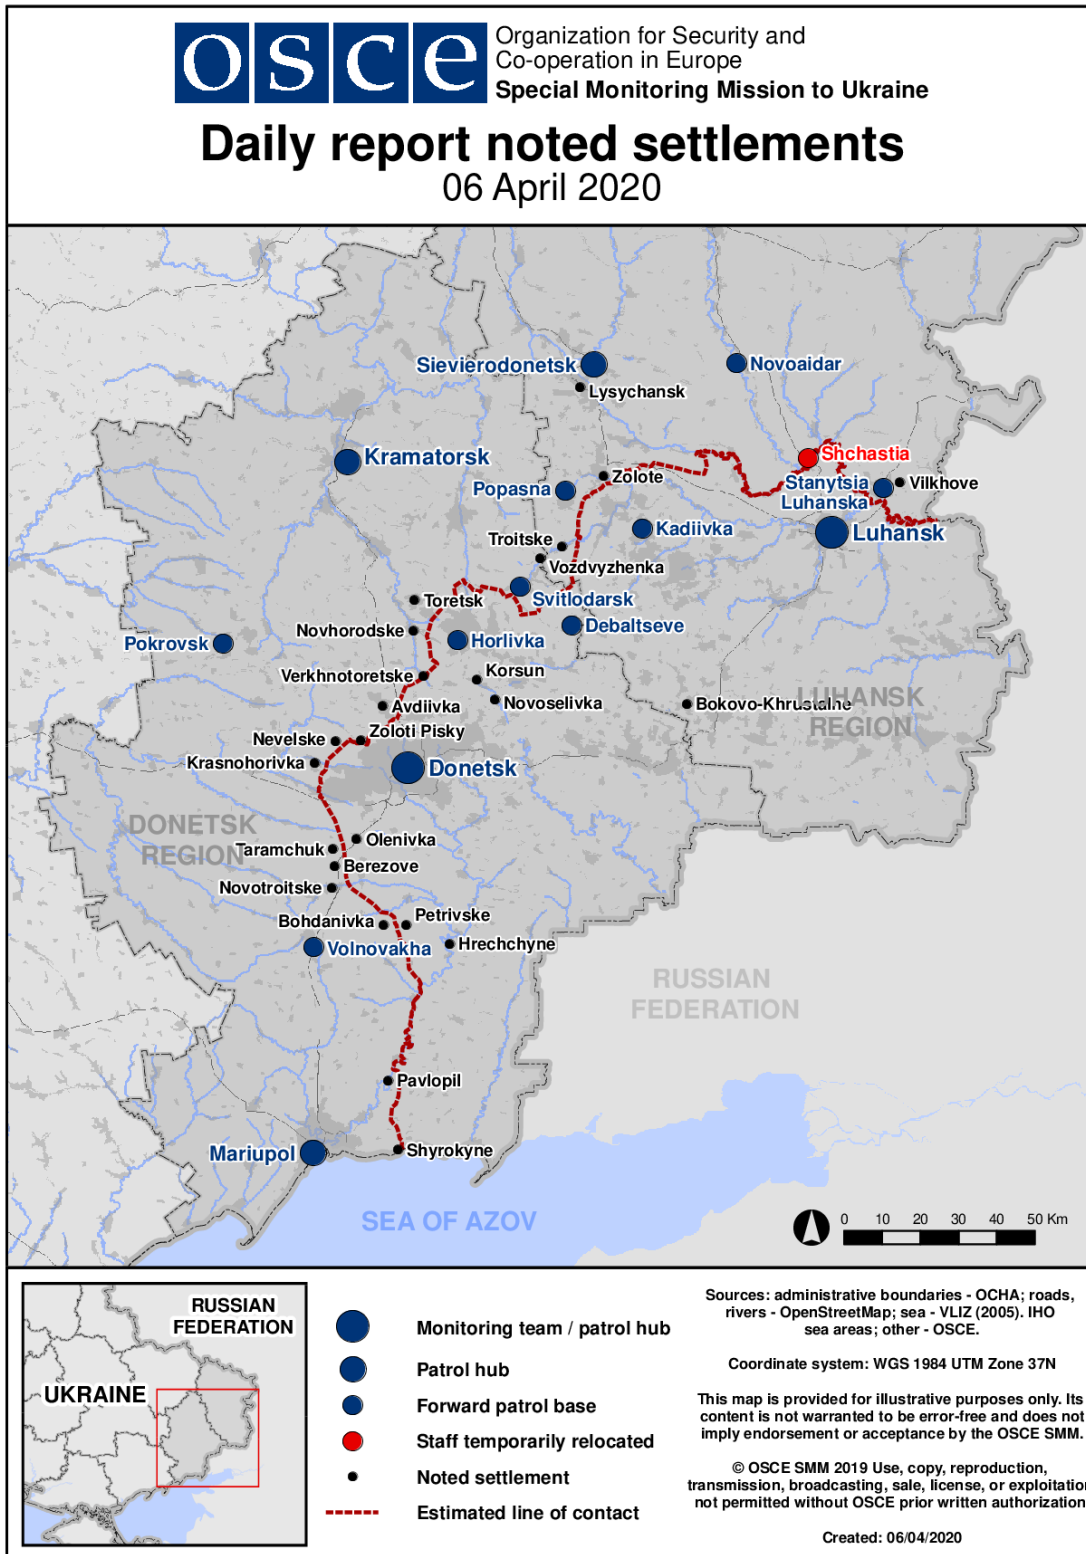 osce
Organization for Security and
Co-operation in Europe
Special Monitoring Mission to Ukraine
Daily report noted settlements
06 April 2020
Sievierodonetsk
Novoaidar
Lysychansk
Kramatorsk
Shchastia
Zolote
Popasna
Stanytsia
Luhanska
Vilkhove
Kadiivka
Luhansk
Troitske
Vozdvyzhenka
Svitlodarsk
Toretsk
Debaltseve
Novhorodske
Pokrovsk
Horlivka
Verkhnotoretske
Korsun
Avdiivka
Novoselivka
Bokovo-Khrustalne
LUHANSK
REGION
Zoloti Pisky
Nevelske
Krasnohorivka
Donetsk
DONETSK
REGION
Olenivka
Taramchuk
Berezove
Novotroitske
Bohdanivka
Petrivske
Volnovakha
Hrechchyne
RUSSIAN
FEDERATION
Pavlopil
Mariupol
Shyrokyne
SEA OF AZOV
0 10 20 30 40 50 Km
RUSSIAN
FEDERATION
UKRAINE
Monitoring team / patrol hub
Patrol hub
Forward patrol base
Staff temporarily relocated
Noted settlement
Estimated line of contact
Sources: administrative boundaries - OCHA; roads,
rivers - OpenStreetMap; sea - VLIZ (2005). IHO
sea areas; other - OSCE.
Coordinate system: WGS 1984 UTM Zone 37N
This map is provided for illustrative purposes only. Its
content is not warranted to be error-free and does not
imply endorsement or acceptance by the OSCE SMM.
© OSCE SMM 2019 Use, copy, reproduction,
transmission, broadcasting, sale, license, or exploitation
not permitted without OSCE prior written authorization
Created: 06/04/2020